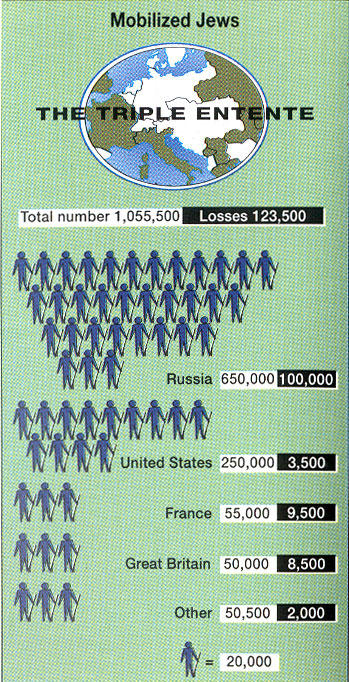 Mobilized Jews
THE TRIPLE ENTENTE
Total number 1,055,500 Losses 123,500
Russia 650,000 100,000
United States 250,000 3,500
France 55,000 9,500
Great Britain 50,000 8,500
Other 50,500 2,000
= 20,000